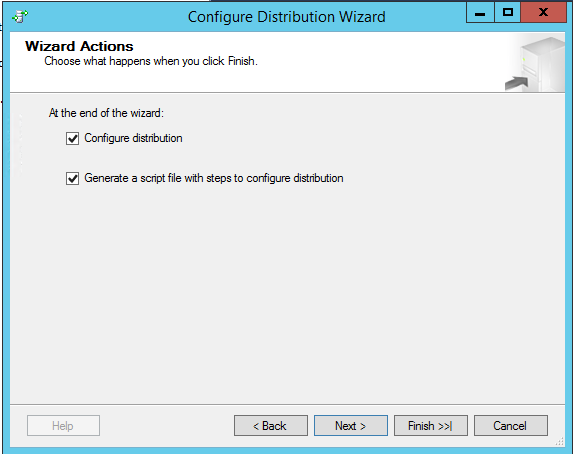 Configure Distribution Wizard
Wizard Actions
Choose what happens when you click Finish.
At the end of the wizard:
Configure distribution
Generate a script file with steps to configure distribution
Help
< Back
Next >
Finish >>|
Cancel